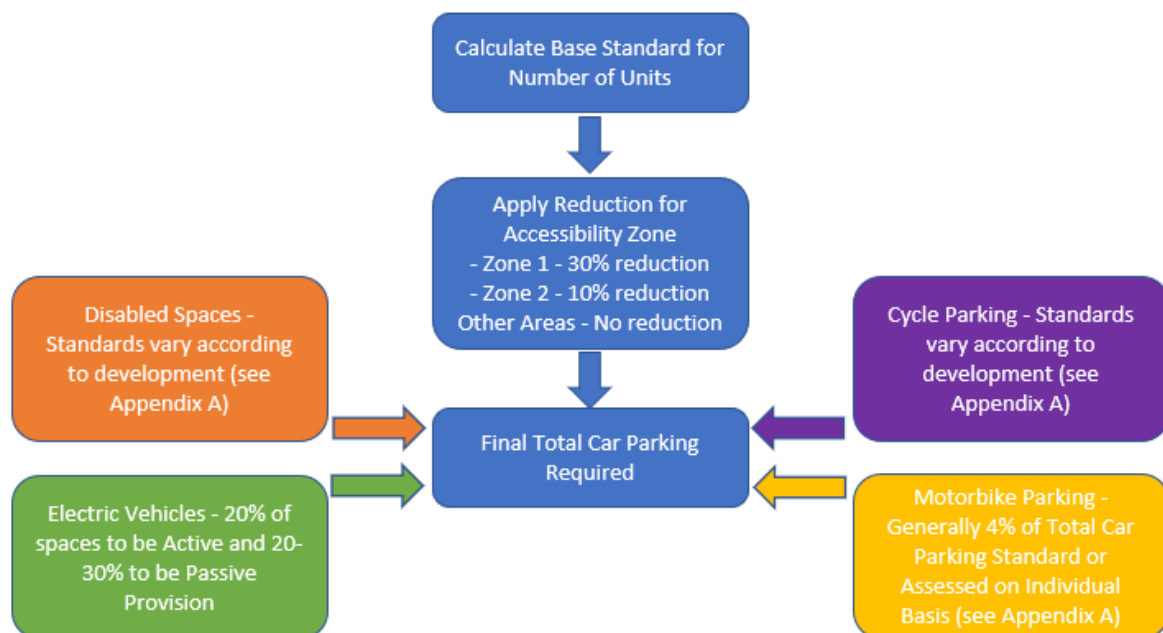 Calculate Base Standard for
Number of Units
Apply Reduction for
Accessibility Zone
- Zone 1 - 30% reduction
- Zone 2 - 10% reduction
Other Areas - No reduction
Disabled Spaces -
Standards vary according
to development (see
Appendix A)
Cycle Parking - Standards
vary according to
development (see
Appendix A)
Final Total Car Parking
Required
Electric Vehicles - 20% of
spaces to be Active and 20-
30% to be Passive
Provision
Motorbike Parking -
Generally 4% of Total Car
Parking Standard or
Assessed on Individual
Basis (see Appendix A)